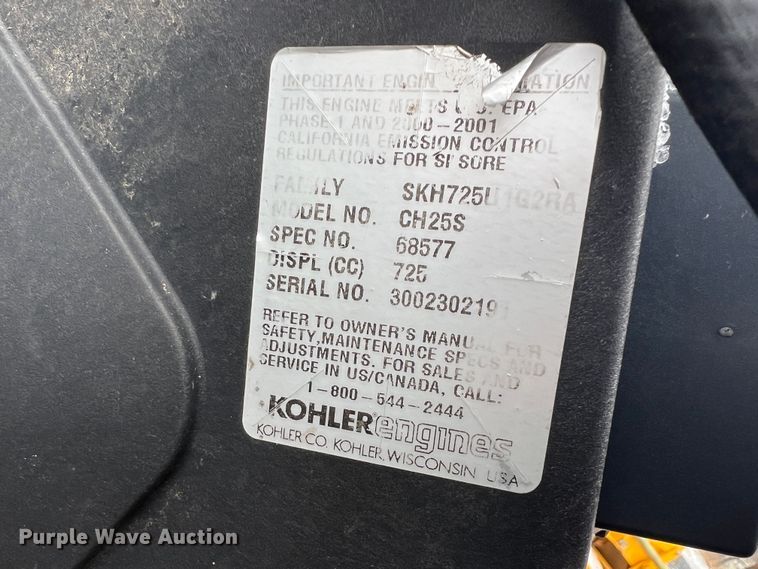 IMPORTANT ENGIN
THIS ENGINE MEETS U.S. EPA
PHASE 1 AND 2000-2001
CALIFORNIA EMISSION CONTROL
REGULATIONS FOR SI SORE
FAMILY SKH725U1G2RA
MODEL NO. CH25S
SPEC NO. 68577
DISPL (CC) 725
SERIAL NO. 300230219
REFER TO OWNER'S MANUAL FOR
SAFETY,MAINTENANCE SPECS AND
ADJUSTMENTS. FOR SALES AND
SERVICE IN US/CANADA, CALL:
1-800-544-2444
KOHLER engines
KOHLER CO. KOHLER, WISCONSIN USA
Purple Wave Auction